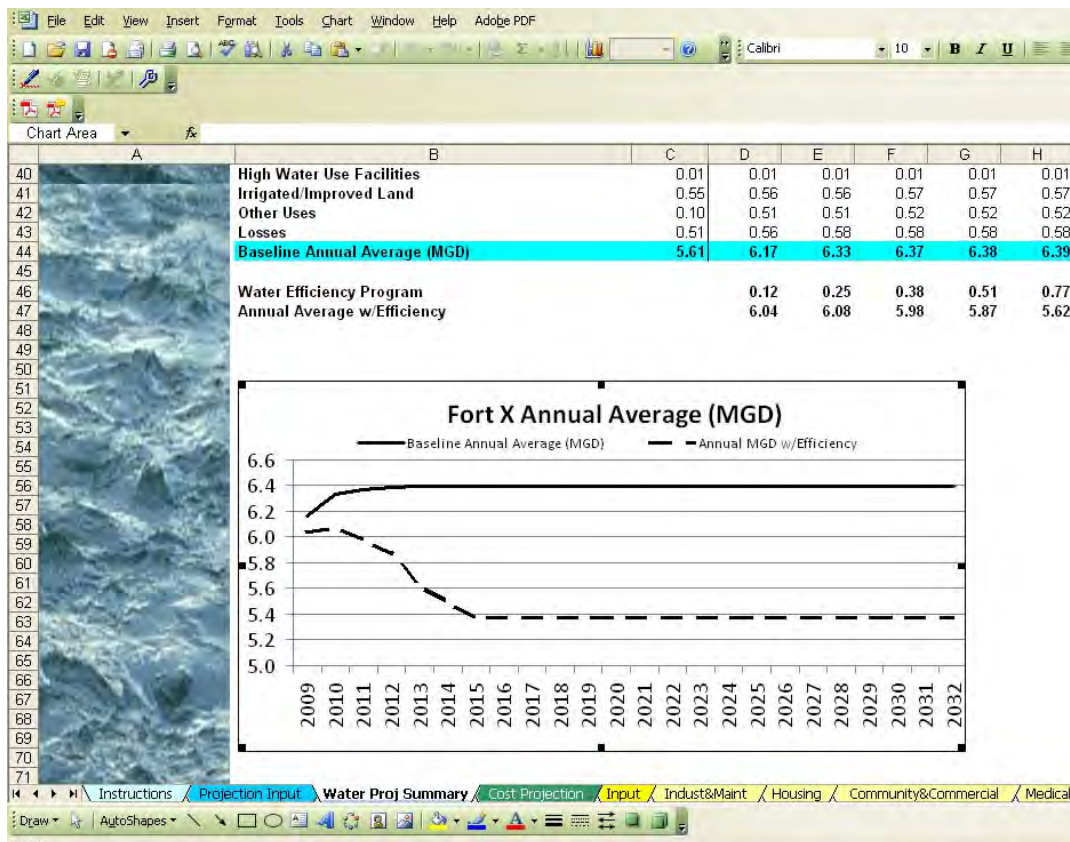 File Edit View Insert Format Tools Chart Window Help Adobe PDF
Calibri 10 B I U
Chart Area fx
A B C D E F G H
40 High Water Use Facilities 0.01 0.01 0.01 0.01 0.01 0.01
41 Irrigated/Improved Land 0.55 0.56 0.56 0.57 0.57 0.57
42 Other Uses 0.10 0.51 0.51 0.52 0.52 0.52
43 Losses 0.51 0.56 0.58 0.58 0.58 0.58
44 Baseline Annual Average (MGD) 5.61 6.17 6.33 6.37 6.38 6.39
45
46 Water Efficiency Program 0.12 0.25 0.38 0.51 0.77
47 Annual Average w/Efficiency 6.04 6.08 5.98 5.87 5.62
48
49
50
51
52
53
54
55
56
57
58
59
60
61
62
63
64
65
66
67
68
69
70
71
Fort X Annual Average (MGD)
Baseline Annual Average (MGD) Annual MGD w/Efficiency
6.6
6.4
6.2
6.0
5.8
5.6
5.4
5.2
5.0
2009 2010 2011 2012 2013 2014 2015 2016 2017 2018 2019 2020 2021 2022 2023 2024 2025 2026 2027 2028 2029 2030 2031 2032
Instructions Projection Input Water Proj Summary Cost Projection Input Indust&Maint Housing Community&Commercial Medical
Draw AutoShapes A